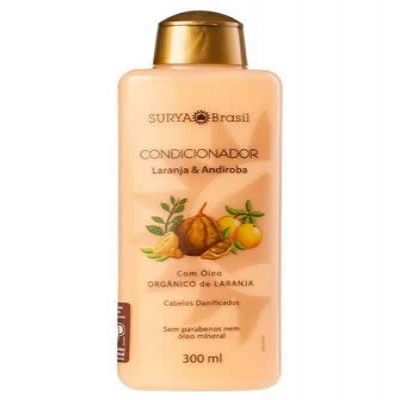 SURYA Brasil
CONDICIONADOR
Laranja & Andiroba
Com Óleo
ORGÂNICO de LARANJA
Cabelos Danificados
Sem parabenos nem
óleo mineral
300 ml